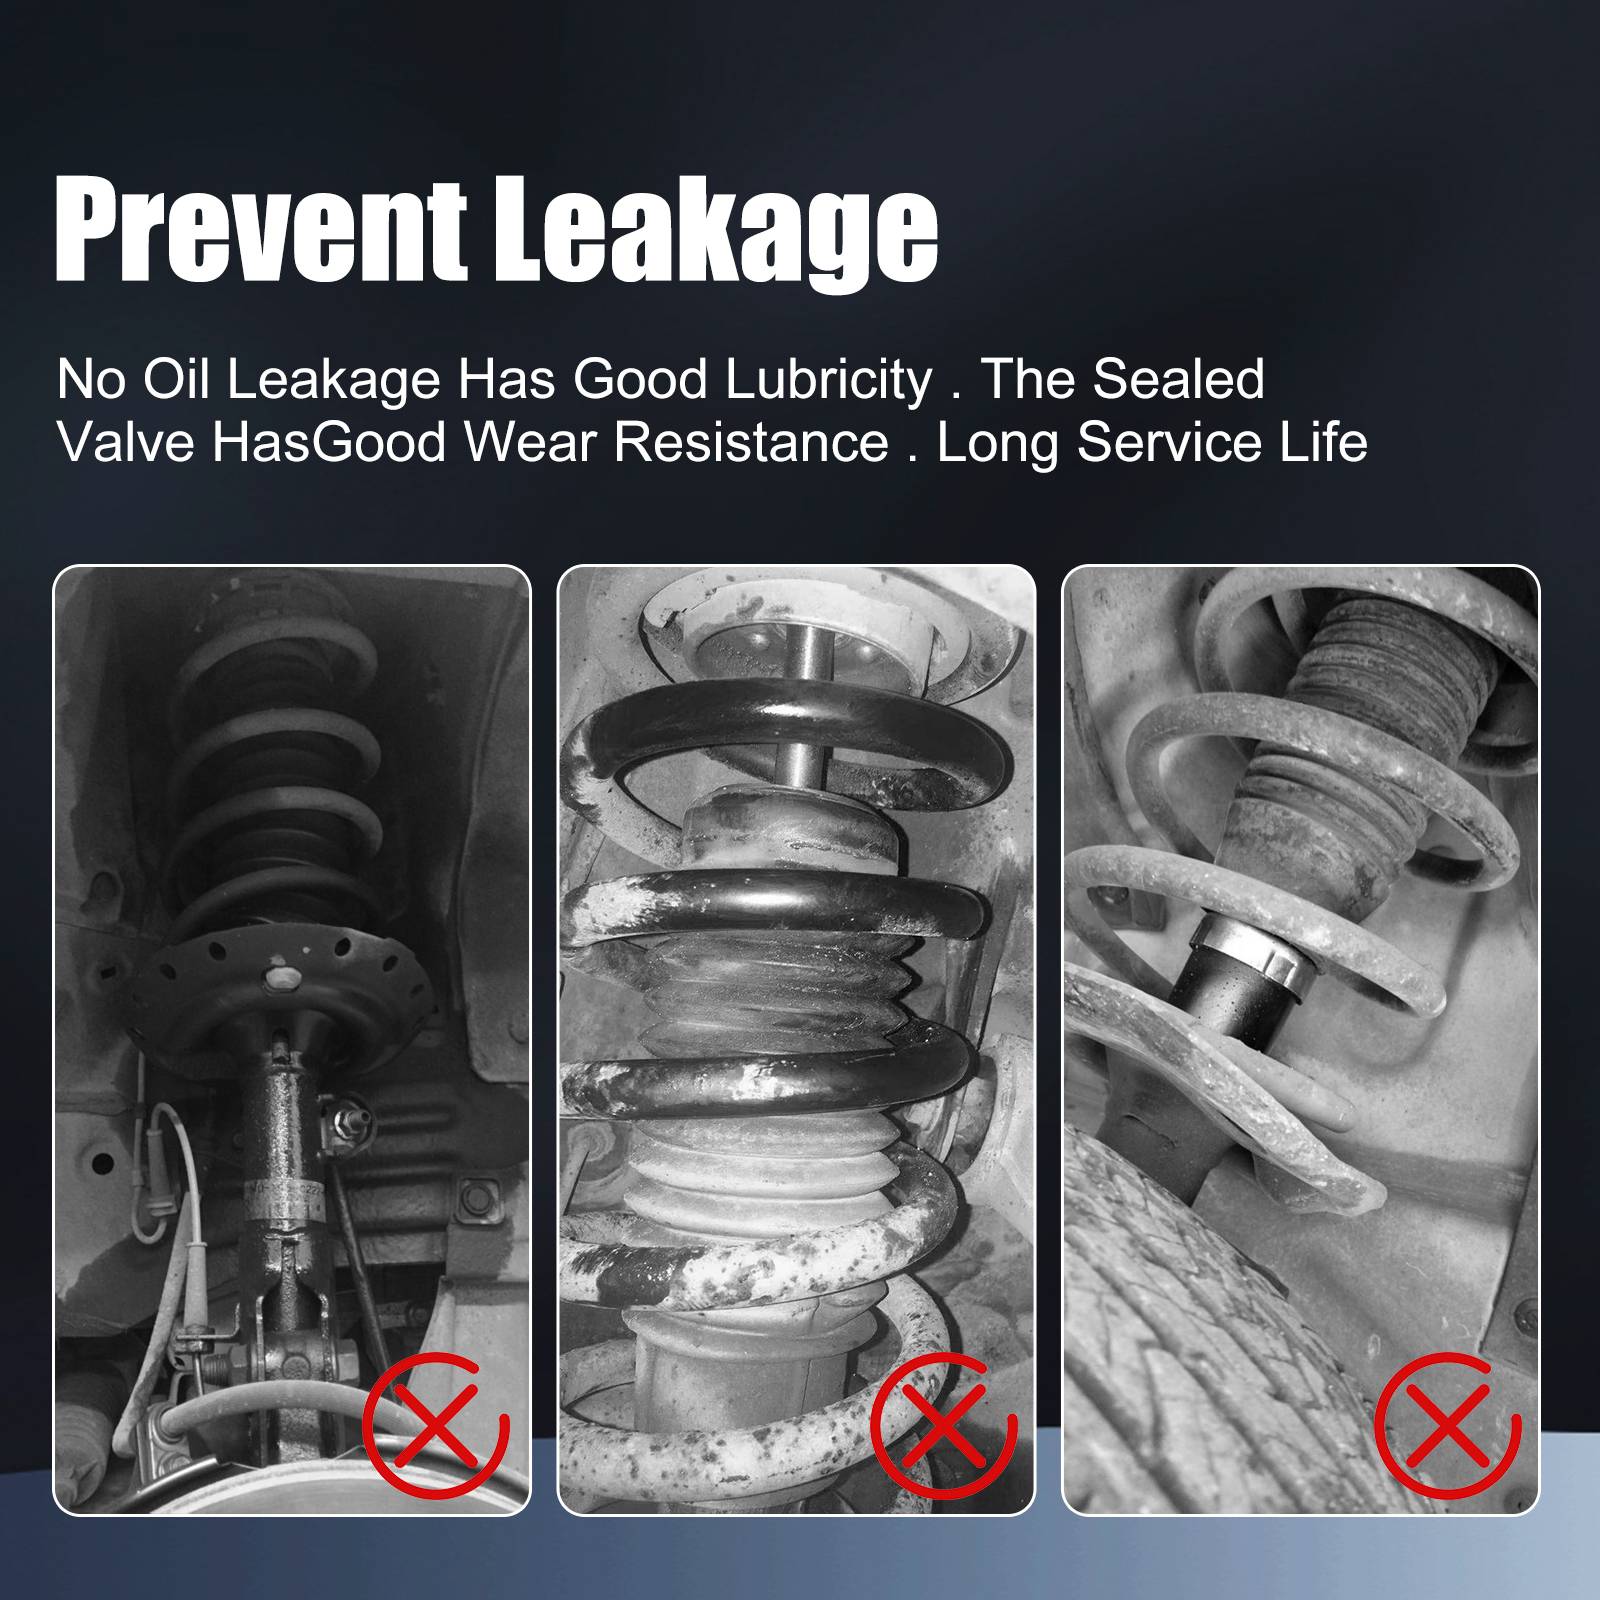 Prevent Leakage
No Oil Leakage Has Good Lubricity . The Sealed
Valve HasGood Wear Resistance . Long Service Life